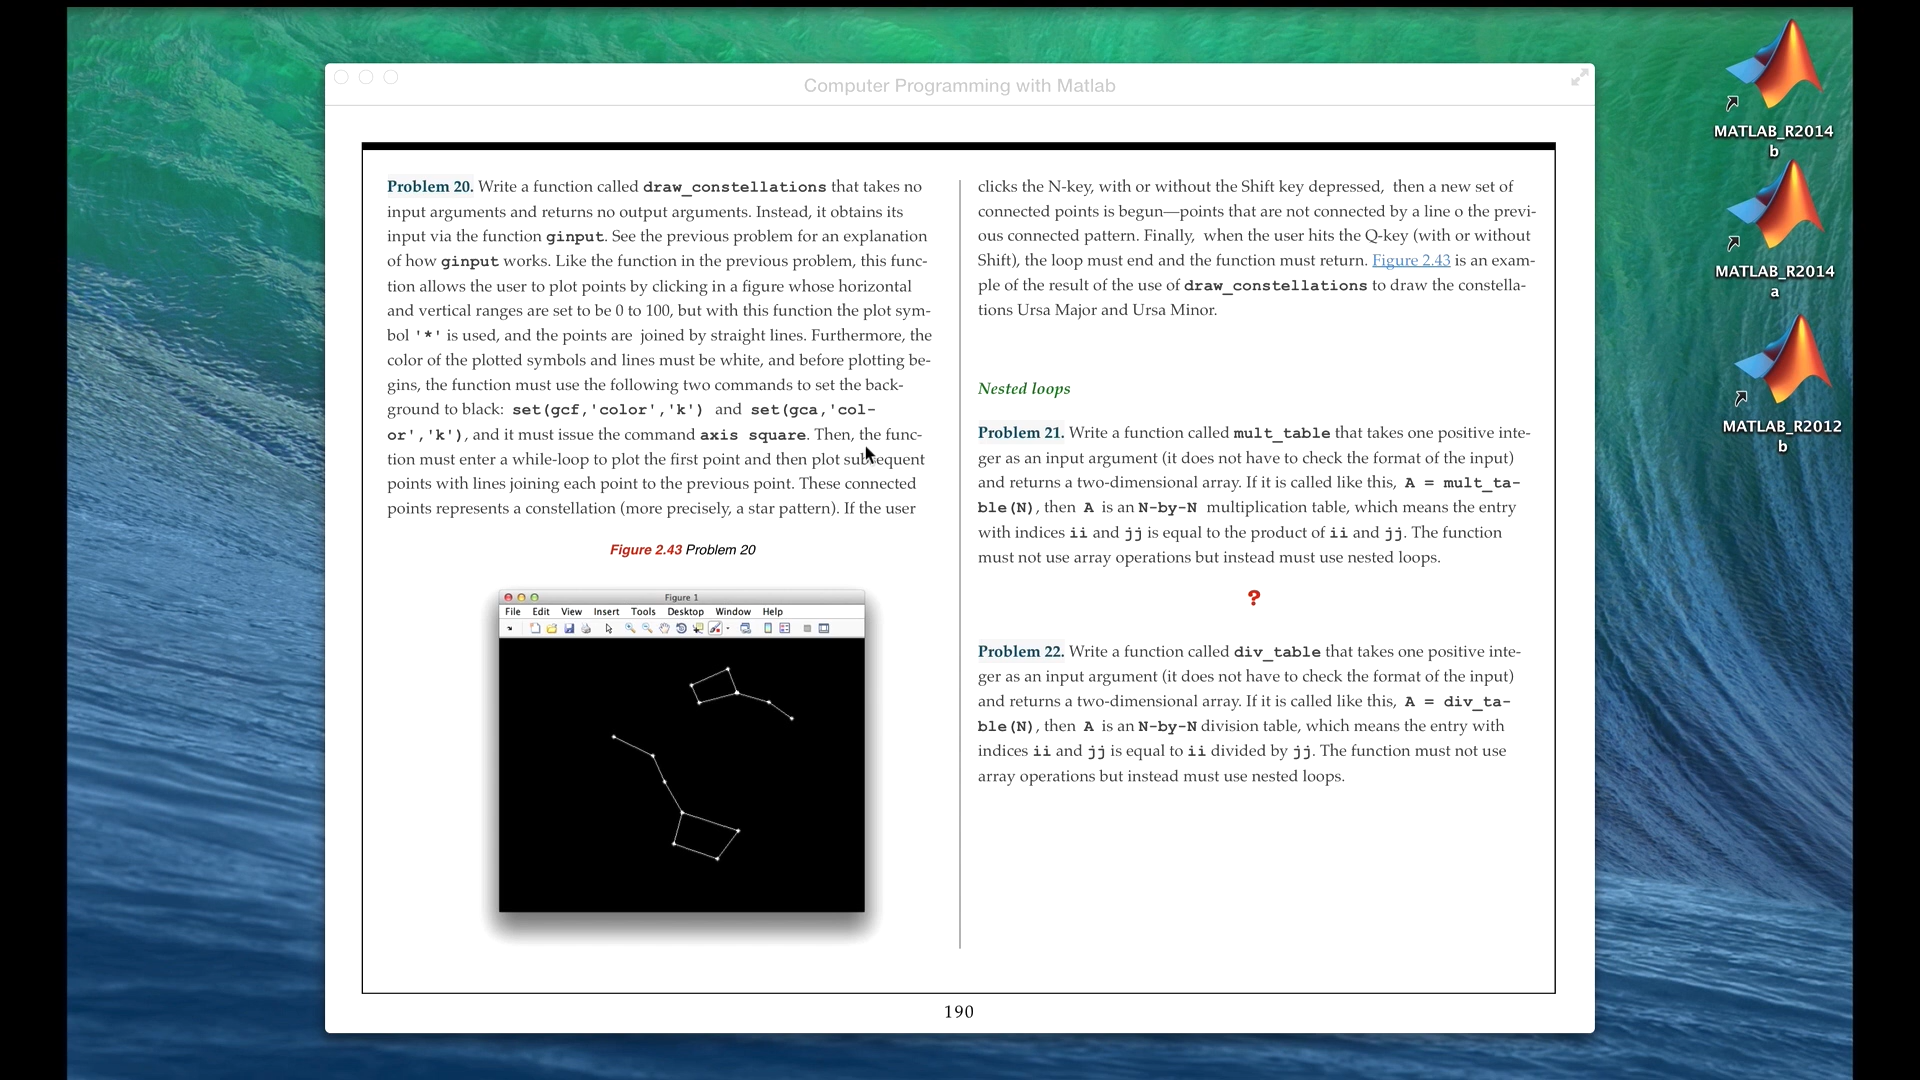 Computer Programming with Matlab
Problem 20. Write a function called draw_constellations that takes no
input arguments and returns no output arguments. Instead, it obtains its
input via the function ginput. See the previous problem for an explanation
of how ginput works. Like the function in the previous problem, this func-
tion allows the user to plot points by clicking in a figure whose horizontal
and vertical ranges are set to be 0 to 100, but with this function the plot sym-
bol '*' is used, and the points are joined by straight lines. Furthermore, the
color of the plotted symbols and lines must be white, and before plotting be-
gins, the function must use the following two commands to set the back-
ground to black: set(gcf,'color','k') and set(gca,'col-
or','k'), and it must issue the command axis square. Then, the func-
tion must enter a while-loop to plot the first point and then plot subsequent
points with lines joining each point to the previous point. These connected
points represents a constellation (more precisely, a star pattern). If the user
Figure 2.43 Problem 20
Figure 1
File Edit View Insert Tools Desktop Window Help
clicks the N-key, with or without the Shift key depressed, then a new set of
connected points is begun—points that are not connected by a line o the previ-
ous connected pattern. Finally, when the user hits the Q-key (with or without
Shift), the loop must end and the function must return. Figure 2.43 is an exam-
ple of the result of the use of draw_constellations to draw the constella-
tions Ursa Major and Ursa Minor.
Nested loops
Problem 21. Write a function called mult_table that takes one positive inte-
ger as an input argument (it does not have to check the format of the input)
and returns a two-dimensional array. If it is called like this, A = mult_ta-
ble(N), then A is an N-by-N multiplication table, which means the entry
with indices ii and jj is equal to the product of ii and jj. The function
must not use array operations but instead must use nested loops.
?
Problem 22. Write a function called div_table that takes one positive inte-
ger as an input argument (it does not have to check the format of the input)
and returns a two-dimensional array. If it is called like this, A = div_ta-
ble(N), then A is an N-by-N division table, which means the entry with
indices ii and jj is equal to ii divided by jj. The function must not use
array operations but instead must use nested loops.
190
MATLAB_R2014
b
MATLAB_R2014
a
MATLAB_R2012
b